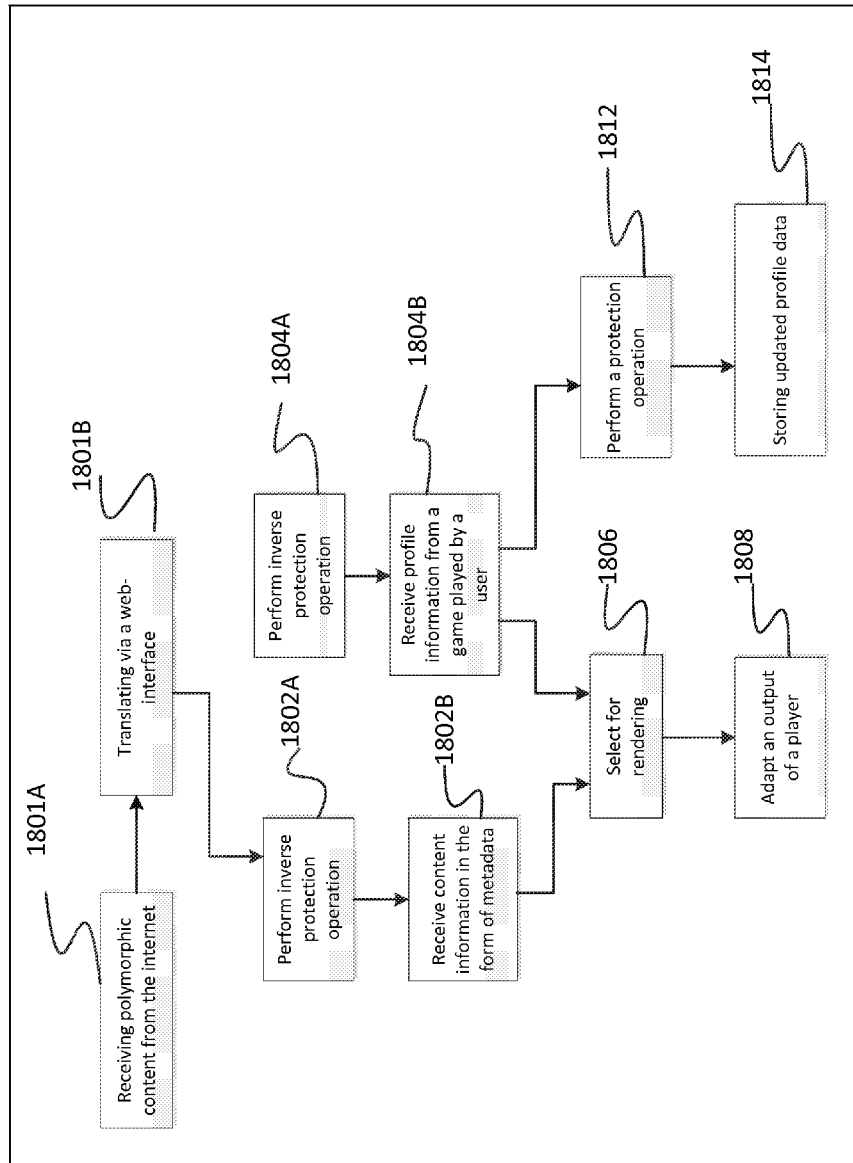 1801A
Receiving polymorphic
content from the internet
1801B
Translating via a web-
interface
1802A
Perform inverse
protection
operation
1802B
Receive content
information in the
form of metadata
1804A
Perform inverse
protection
operation
1804B
Receive profile
information from a
game played by a
user
1806
Select for
rendering
1808
Adapt an output
of a player
1812
Perform a protection
operation
1814
Storing updated profile data